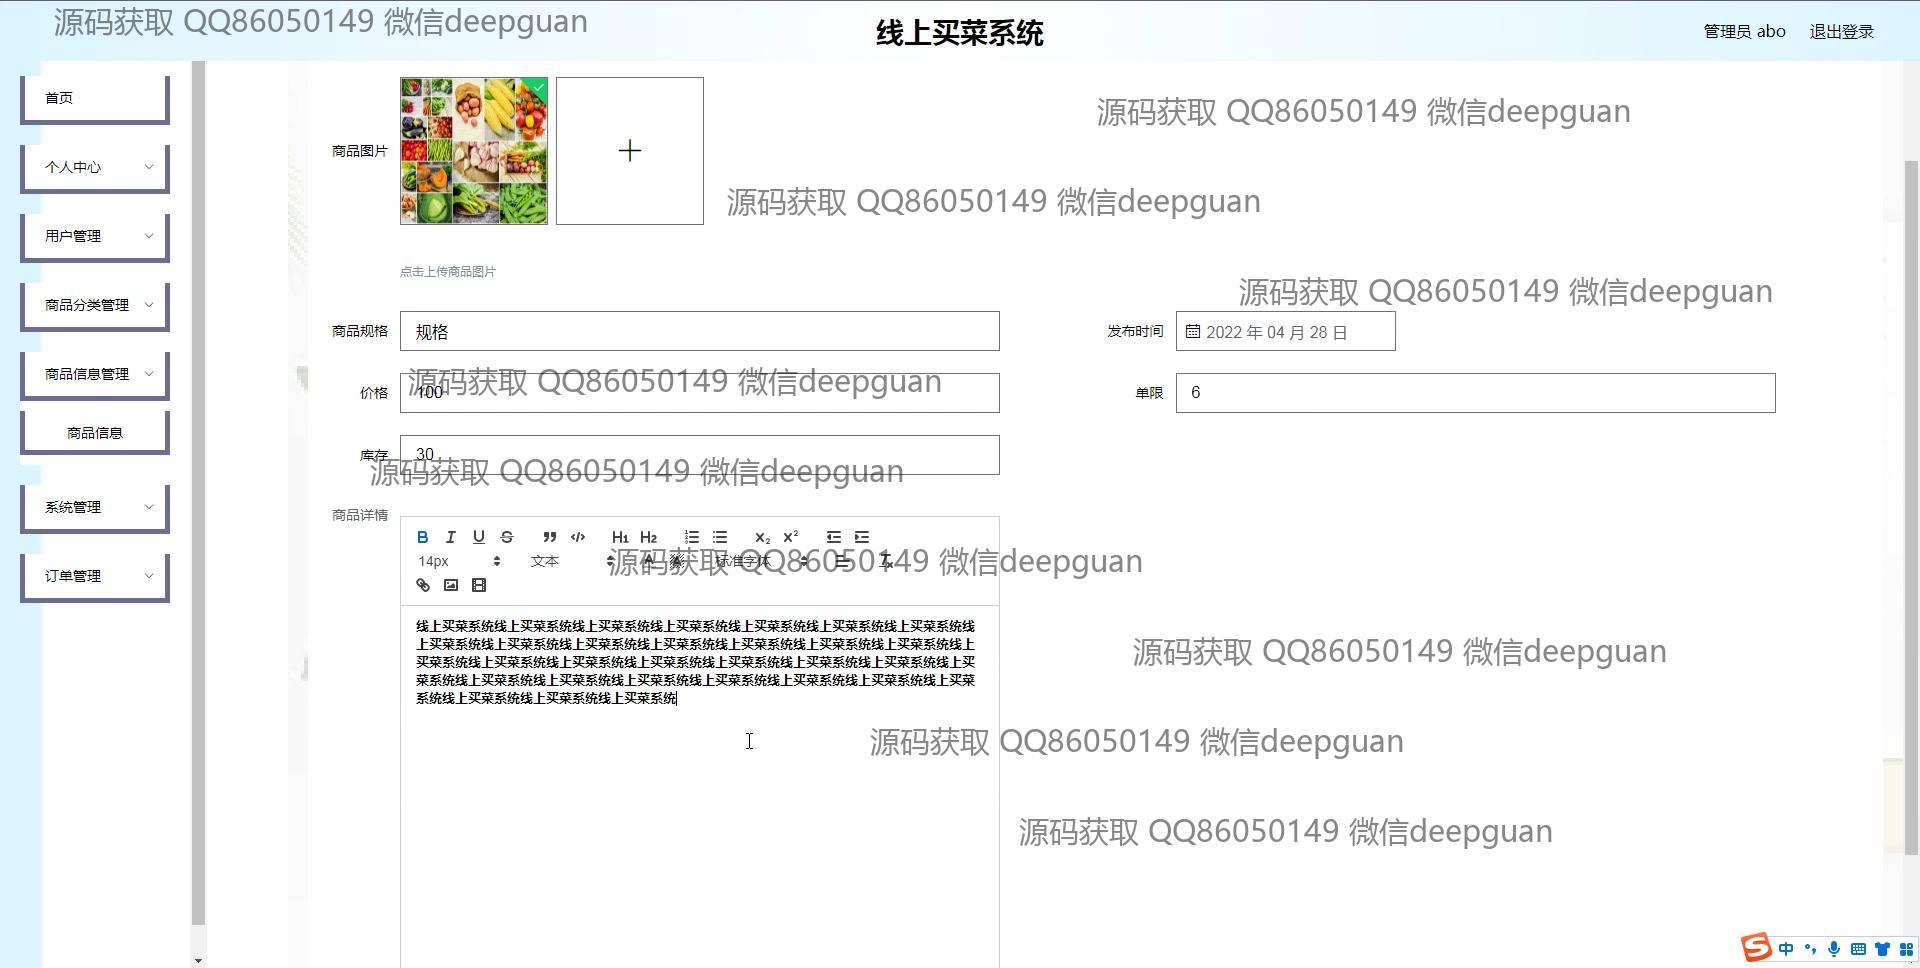 源码获取 QQ86050149 微信deepguan
线上买菜系统
管理员 abo
退出登录
首页
个人中心
用户管理
商品分类管理
商品信息管理
商品信息
系统管理
订单管理
商品图片
源码获取 QQ86050149 微信deepguan
源码获取 QQ86050149 微信deepguan
点击上传商品图片
源码获取 QQ86050149 微信deepguan
商品规格
规格
发布时间
2022 年 04 月 28 日
价格
100
源码获取 QQ86050149 微信deepguan
单限
6
库存
30
源码获取 QQ86050149 微信deepguan
商品详情
B I U S H1 H2 X2 X2
14px
文本
标准字体
源码获取 QQ86050149 微信deepguan
线上买菜系统线上买菜系统线上买菜系统线上买菜系统线上买菜系统线上买菜系统线上买菜系统线
上买菜系统线上买菜系统线上买菜系统线上买菜系统线上买菜系统线上买菜系统线上买菜系统线上
买菜系统线上买菜系统线上买菜系统线上买菜系统线上买菜系统线上买菜系统线上买菜系统线上买
菜系统线上买菜系统线上买菜系统线上买菜系统线上买菜系统线上买菜系统线上买菜系统线上买菜
系统线上买菜系统线上买菜系统线上买菜系统
源码获取 QQ86050149 微信deepguan
源码获取 QQ86050149 微信deepguan
源码获取 QQ86050149 微信deepguan
中